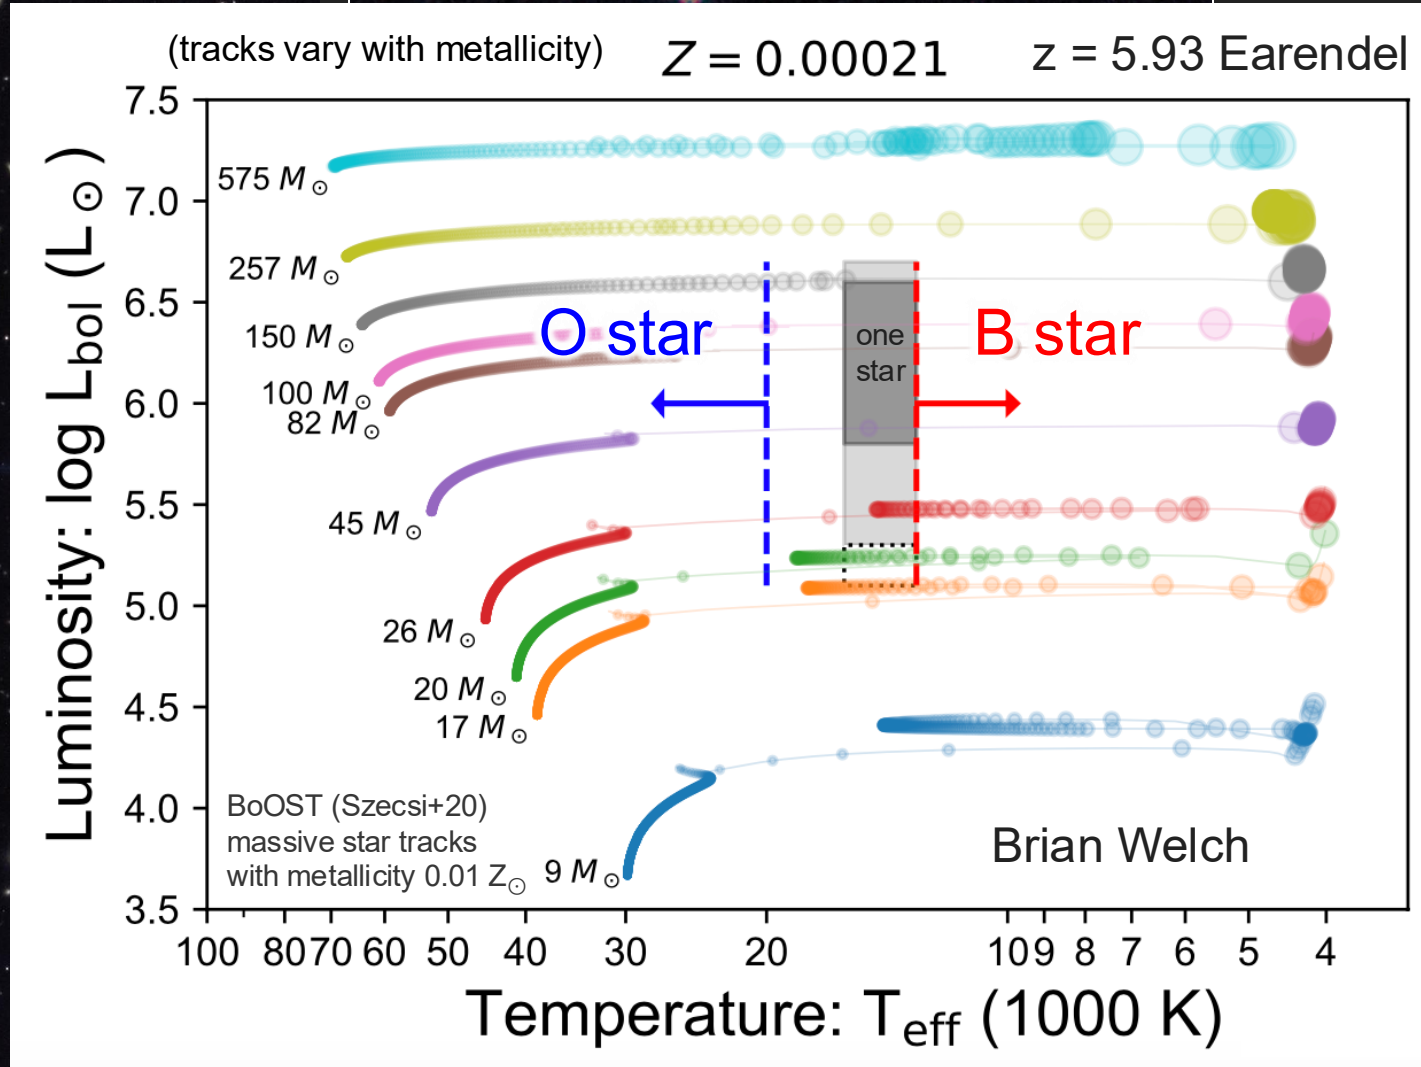 (tracks vary with metallicity)
Z = 0.00021
z = 5.93 Earendel
Luminosity: log L_bol (L⊙)
7.5
7.0
6.5
6.0
5.5
5.0
4.5
4.0
3.5
575 M⊙
257 M⊙
150 M⊙
100 M⊙
82 M⊙
45 M⊙
26 M⊙
20 M⊙
17 M⊙
9 M⊙
O star
one
star
B star
BoOST (Szecsi+20)
massive star tracks
with metallicity 0.01 Z⊙
Brian Welch
100 80 70 60 50 40 30 20 10 9 8 7 6 5 4
Temperature: T_eff (1000 K)